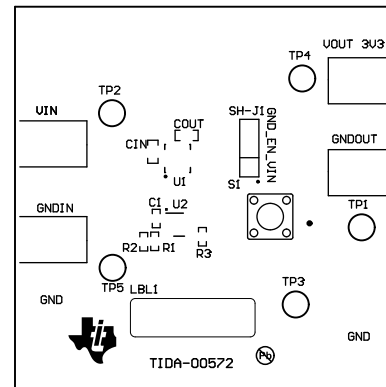 VOUT 3V3
TP4
TP2
VIN
COUT
SH-J1
GND_EN_VIN
CIN
GNDOUT
U1
S1
GNDIN
C1
U2
TP1
R2
R1
R3
TP5
LBL1
TP3
GND
GND
TIDA-00572
Pb